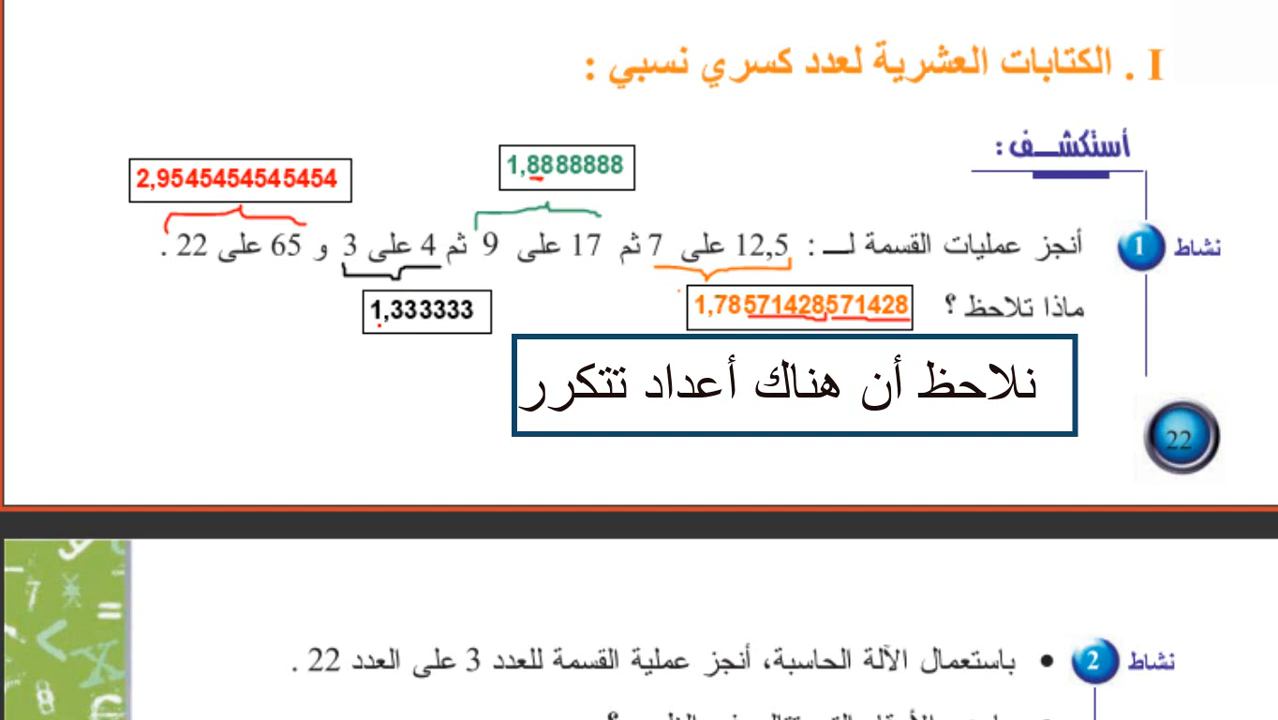 I . الكتابات العشرية لعدد كسري نسبي :
أستكشف :
2,9545454545454
1,8888888
نشاط 1 أنجز عمليات القسمة لـ : 12,5 على 7 ثم 17 على 9 ثم 4 على 3 و 65 على 22 .
ماذا تلاحظ ؟
1,78571428571428
1,333333
نلاحظ أن هناك أعداد تتكرر
22
نشاط 2 • باستعمال الآلة الحاسبة، أنجز عملية القسمة للعدد 3 على العدد 22 .